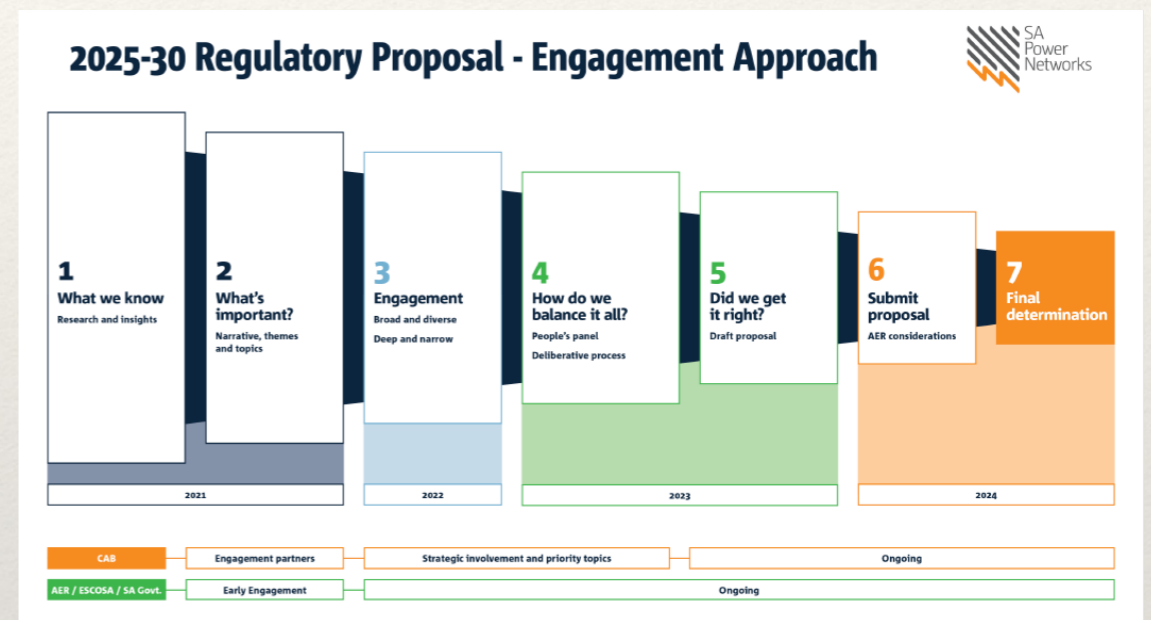 2025-30 Regulatory Proposal - Engagement Approach
SA
Power
Networks
1
What we know
Research and insights
2
What's
important?
Narrative, themes
and topics
3
Engagement
Broad and diverse
Deep and narrow
4
How do we
balance it all?
People's panel
Deliberative process
5
Did we get
it right?
Draft proposal
6
Submit
proposal
AER considerations
7
Final
determination
2021
2022
2023
2024
CAB
Engagement partners
Strategic involvement and priority topics
Ongoing
AER / ESCOSA / SA Govt.
Early Engagement
Ongoing